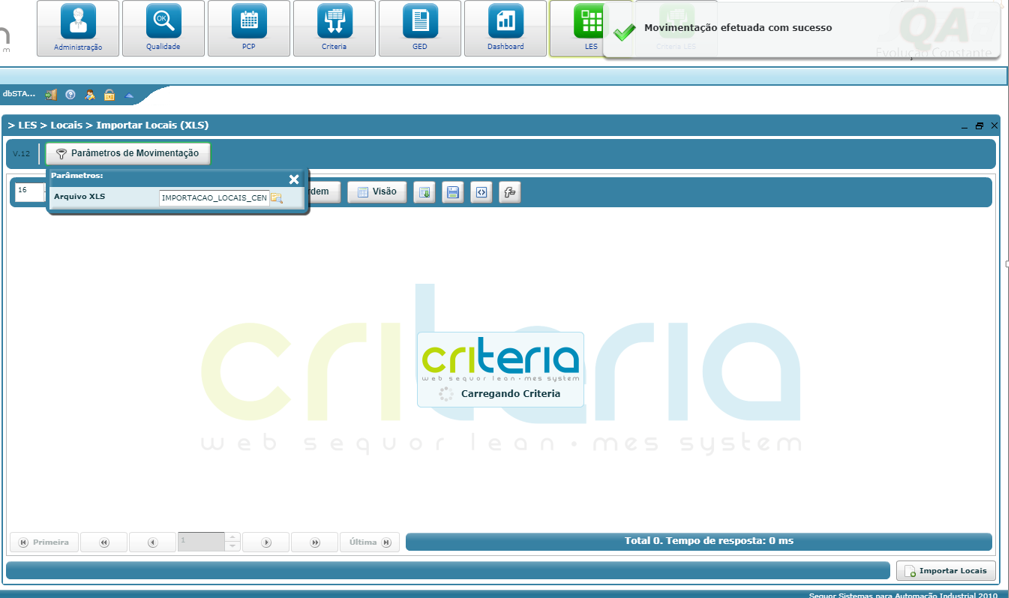 Administração
Qualidade
PCP
Criteria
GED
Dashboard
LES
Movimentação efetuada com sucesso
QA
Evolução Constante
dbSTA...
> LES > Locais > Importar Locais (XLS)
V.12
Parâmetros de Movimentação
Parâmetros:
Arquivo XLS
IMPORTACAO_LOCAIS_CEN
16
dem
Visão
criteria
web sequor lean • mes system
criteria
web sequor lean • mes system
Carregando Criteria
Primeira
1
Última
Total 0. Tempo de resposta: 0 ms
Importar Locais
Sequor Sistemas para Automação Industrial 2010